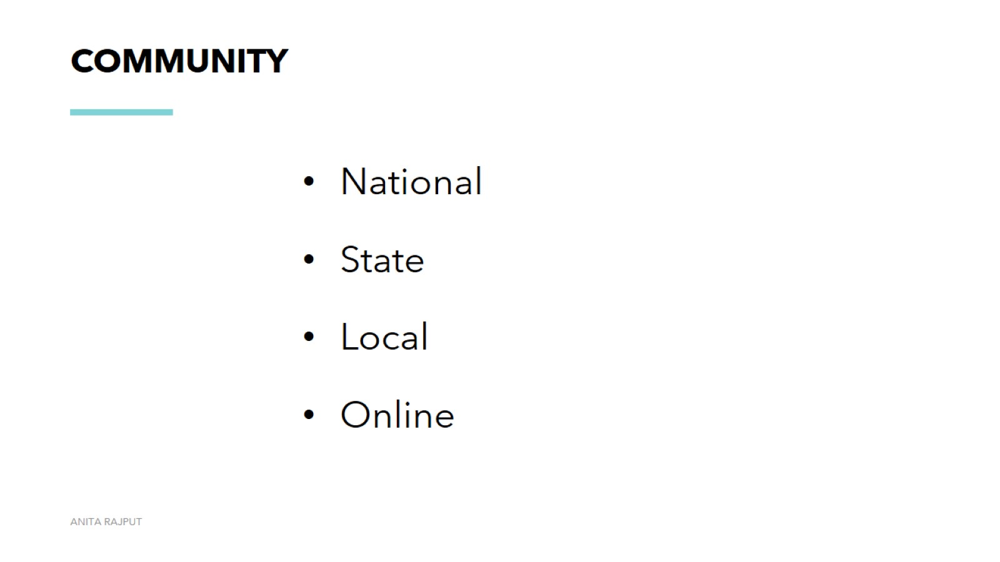 COMMUNITY
• National
• State
• Local
• Online
ANITA RAJPUT